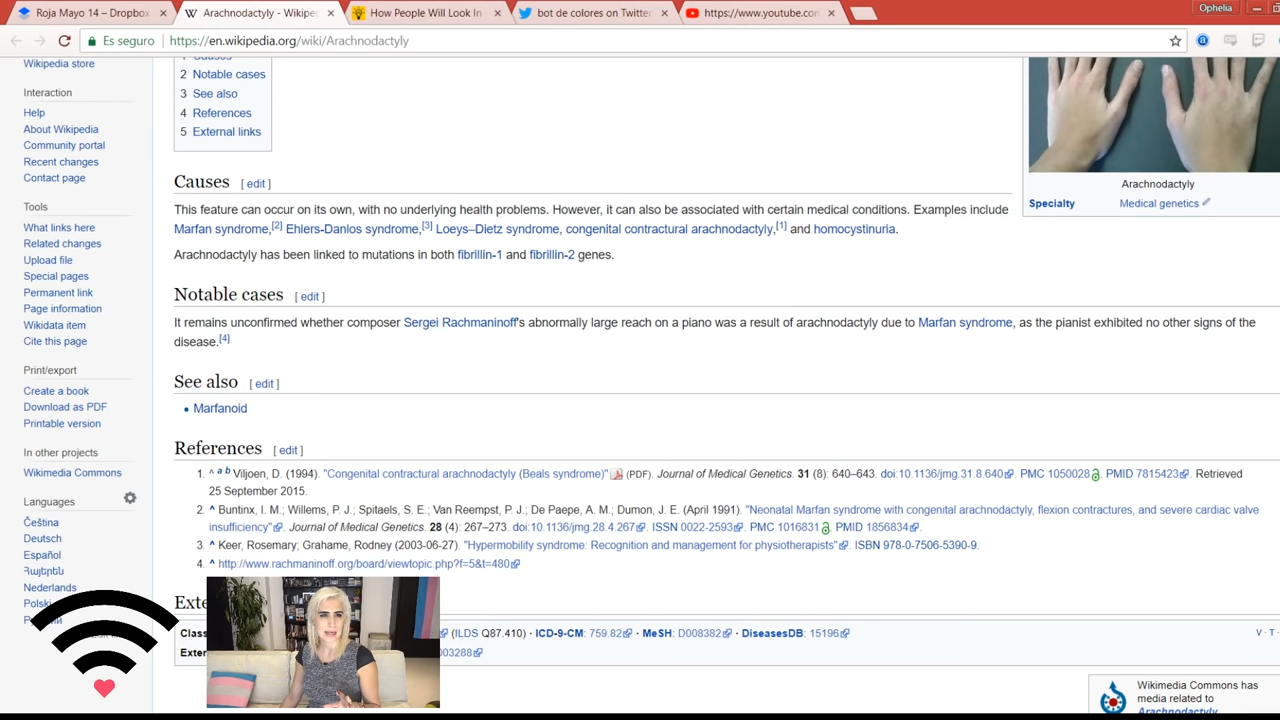 Roja Mayo 14 – Dropbox
Arachnodactyly - Wikipe
How People Will Look In
bot de colores on Twitter
https://www.youtube.co
Ophelia
Es seguro
https://en.wikipedia.org/wiki/Arachnodactyly
Wikipedia store
Interaction
Help
About Wikipedia
Community portal
Recent changes
Contact page
Tools
What links here
Related changes
Upload file
Special pages
Permanent link
Page information
Wikidata item
Cite this page
Print/export
Create a book
Download as PDF
Printable version
In other projects
Wikimedia Commons
Languages
Čeština
Deutsch
Español
Հայերեն
Nederlands
Polski
1 Causes
2 Notable cases
3 See also
4 References
5 External links
Arachnodactyly
Specialty Medical genetics
Causes [ edit ]
This feature can occur on its own, with no underlying health problems. However, it can also be associated with certain medical conditions. Examples include
Marfan syndrome,[2] Ehlers-Danlos syndrome,[3] Loeys–Dietz syndrome, congenital contractural arachnodactyly,[1] and homocystinuria.
Arachnodactyly has been linked to mutations in both fibrillin-1 and fibrillin-2 genes.
Notable cases [ edit ]
It remains unconfirmed whether composer Sergei Rachmaninoff's abnormally large reach on a piano was a result of arachnodactyly due to Marfan syndrome, as the pianist exhibited no other signs of the
disease.[4]
See also [ edit ]
• Marfanoid
References [ edit ]
1. ^ a b Viljoen, D. (1994). "Congenital contractural arachnodactyly (Beals syndrome)" (PDF). Journal of Medical Genetics. 31 (8): 640–643. doi:10.1136/jmg.31.8.640. PMC 1050028. PMID 7815423. Retrieved
25 September 2015.
2. ^ Buntinx, I. M.; Willems, P. J.; Spitaels, S. E.; Van Reempst, P. J.; De Paepe, A. M.; Dumon, J. E. (April 1991). "Neonatal Marfan syndrome with congenital arachnodactyly, flexion contractures, and severe cardiac valve
insufficiency". Journal of Medical Genetics. 28 (4): 267–273. doi:10.1136/jmg.28.4.267. ISSN 0022-2593. PMC 1016831. PMID 1856834.
3. ^ Keer, Rosemary; Grahame, Rodney (2003-06-27). "Hypermobility syndrome: Recognition and management for physiotherapists". ISBN 978-0-7506-5390-9.
4. ^ http://www.rachmaninoff.org/board/viewtopic.php?f=5&t=480
Exte
Class (ILDS Q87.410) · ICD-9-CM: 759.82 · MeSH: D008382 · DiseasesDB: 15196
V · T ·
Exter 003288
Wikimedia Commons has
media related to
Arachnodactyly